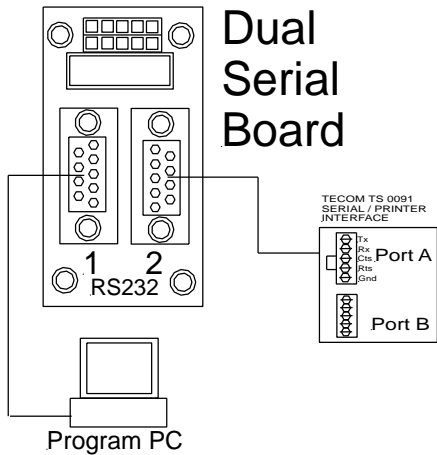 Dual
Serial
Board
1 2
RS232
TECOM TS 0091
SERIAL / PRINTER
INTERFACE
Tx
Rx
Cts
Rts
Gnd
Port A
Port B
Program PC